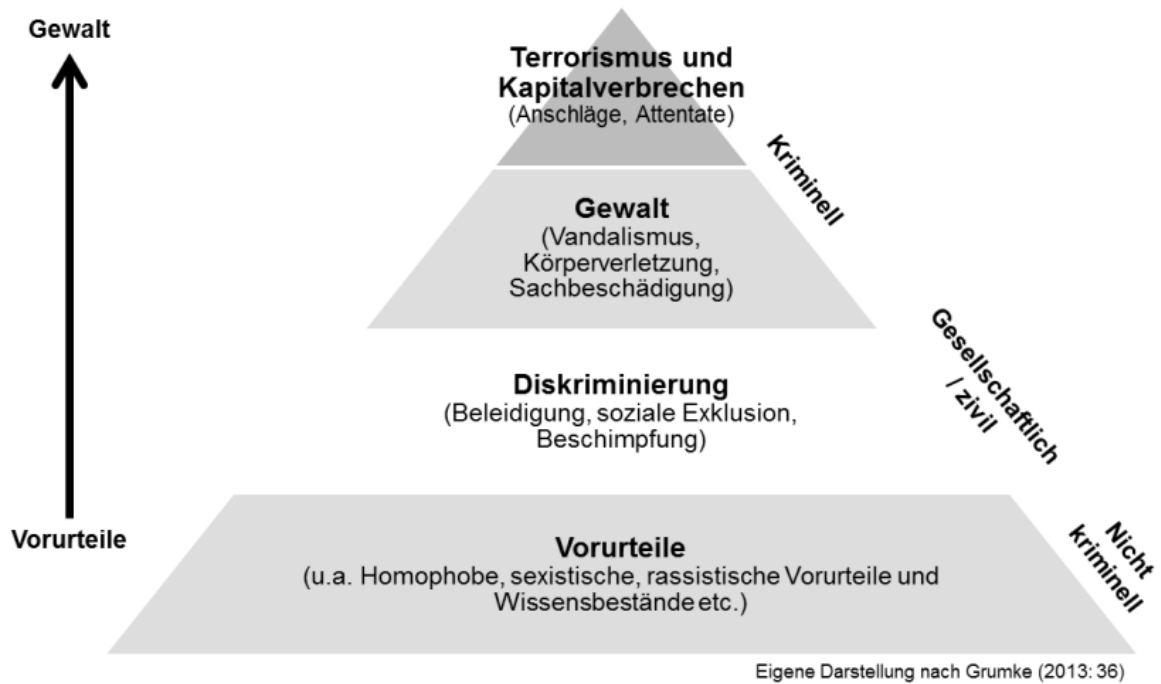 Gewalt
Terrorismus und
Kapitalverbrechen
(Anschläge, Attentate)
Kriminell
Gewalt
(Vandalismus,
Körperverletzung,
Sachbeschädigung)
Gesellschaftlich
/ zivil
Diskriminierung
(Beleidigung, soziale Exklusion,
Beschimpfung)
Vorurteile
Nicht
kriminell
Vorurteile
(u.a. Homophobe, sexistische, rassistische Vorurteile und
Wissensbestände etc.)
Eigene Darstellung nach Grumke (2013: 36)